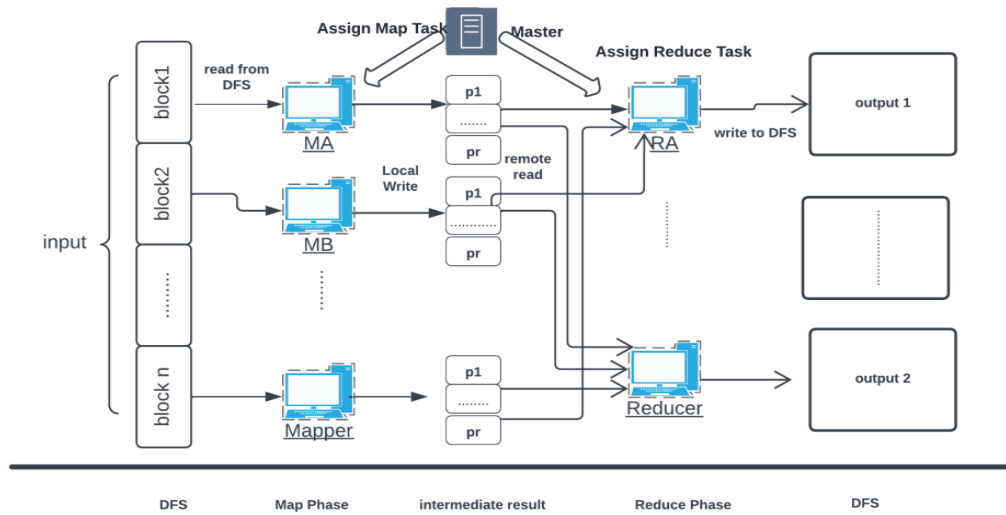 Assign Map Task
Master
Assign Reduce Task
input
block1
block2
........
block n
read from
DFS
MA
MB
......
Mapper
Local
Write
p1
.......
pr
p1
............
pr
p1
........
pr
remote
read
RA
........
Reducer
write to DFS
output 1
output 2
DFS
Map Phase
intermediate result
Reduce Phase
DFS